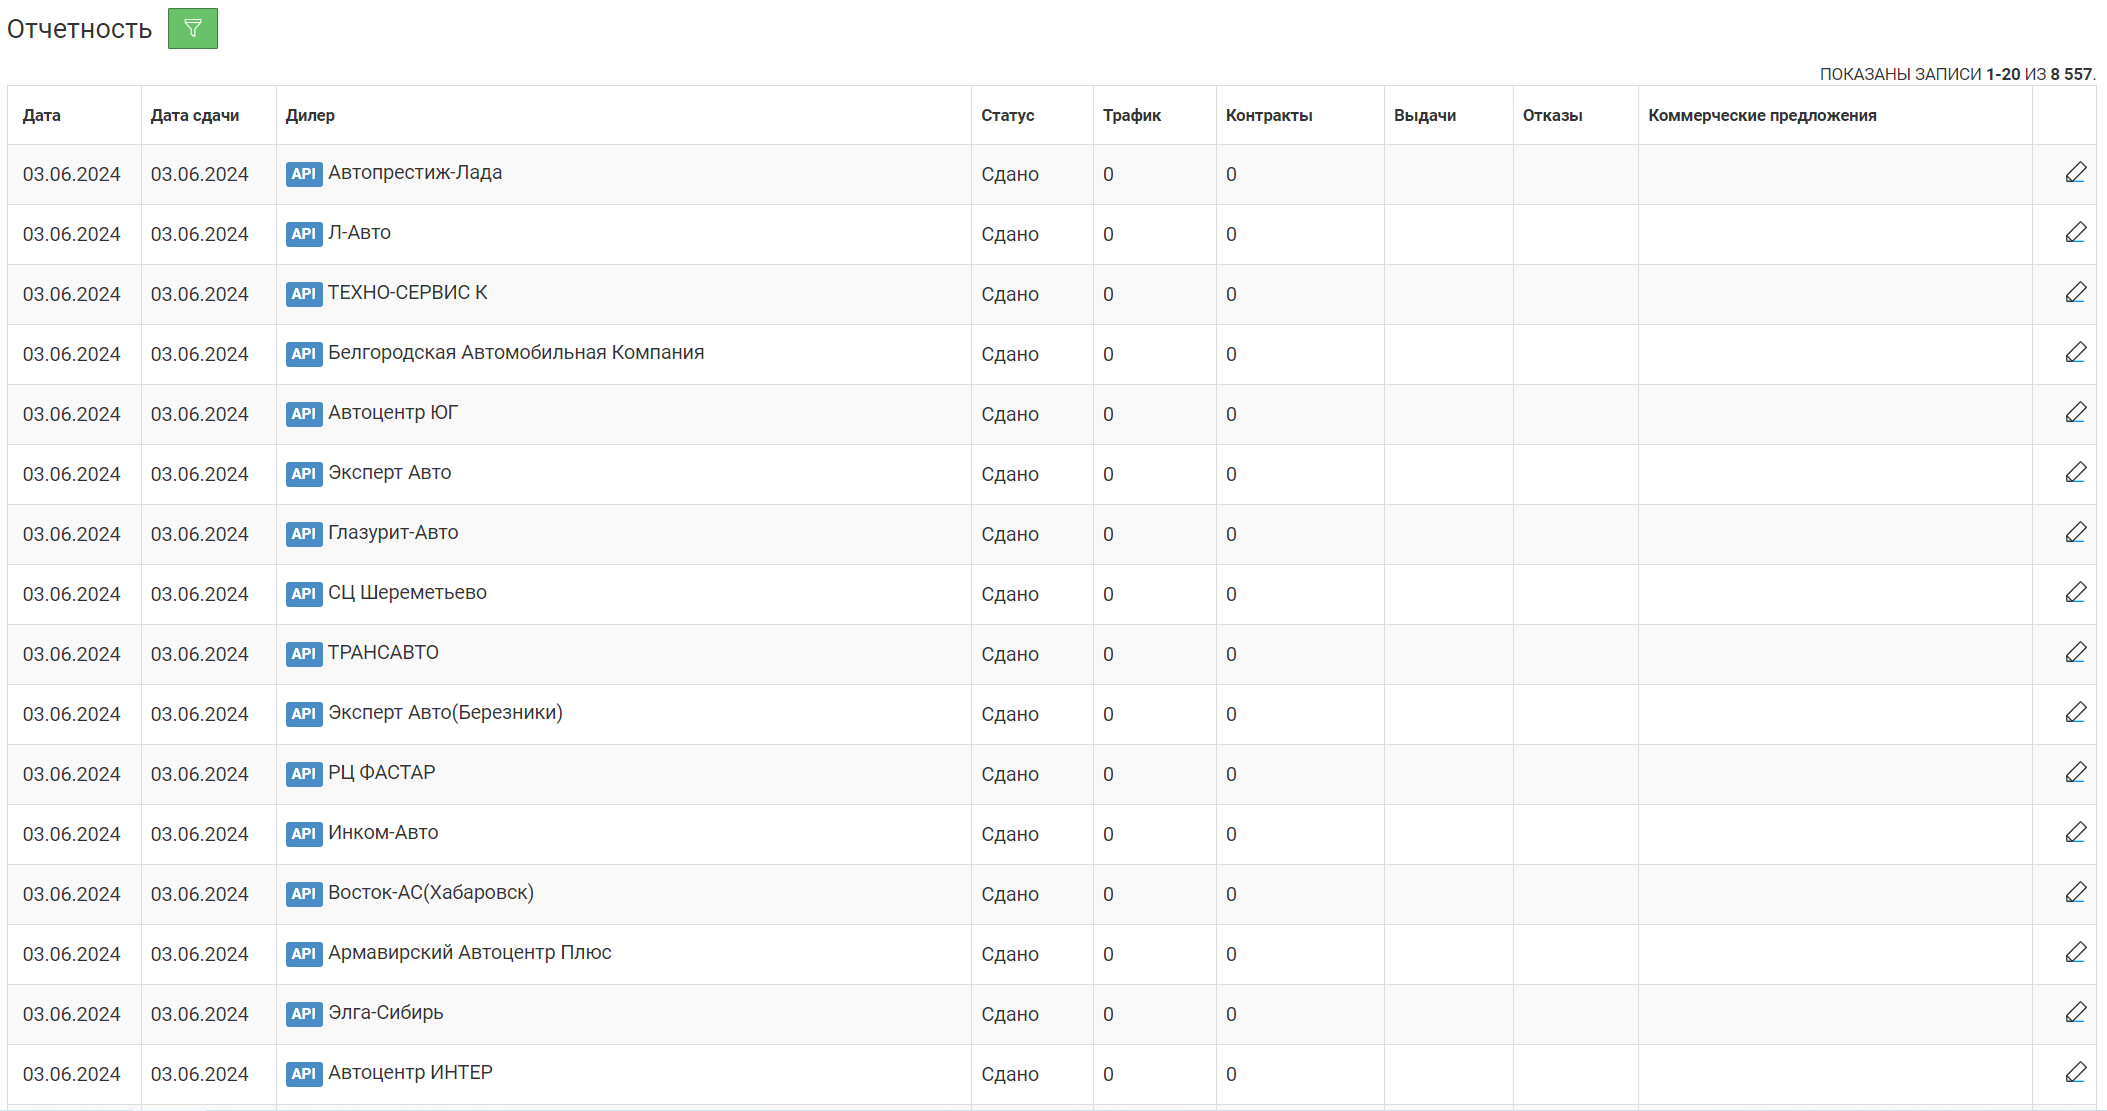 Отчетность
ПОКАЗАНЫ ЗАПИСИ 1-20 ИЗ 8 557.
Дата Дата сдачи Дилер Статус Трафик Контракты Выдачи Отказы Коммерческие предложения
03.06.2024 03.06.2024 API Автопрестиж-Лада Сдано 0 0
03.06.2024 03.06.2024 API Л-Авто Сдано 0 0
03.06.2024 03.06.2024 API ТЕХНО-СЕРВИС К Сдано 0 0
03.06.2024 03.06.2024 API Белгородская Автомобильная Компания Сдано 0 0
03.06.2024 03.06.2024 API Автоцентр ЮГ Сдано 0 0
03.06.2024 03.06.2024 API Эксперт Авто Сдано 0 0
03.06.2024 03.06.2024 API Глазурит-Авто Сдано 0 0
03.06.2024 03.06.2024 API СЦ Шереметьево Сдано 0 0
03.06.2024 03.06.2024 API ТРАНСАВТО Сдано 0 0
03.06.2024 03.06.2024 API Эксперт Авто(Березники) Сдано 0 0
03.06.2024 03.06.2024 API РЦ ФАСТАР Сдано 0 0
03.06.2024 03.06.2024 API Инком-Авто Сдано 0 0
03.06.2024 03.06.2024 API Восток-АС(Хабаровск) Сдано 0 0
03.06.2024 03.06.2024 API Армавирский Автоцентр Плюс Сдано 0 0
03.06.2024 03.06.2024 API Элга-Сибирь Сдано 0 0
03.06.2024 03.06.2024 API Автоцентр ИНТЕР Сдано 0 0